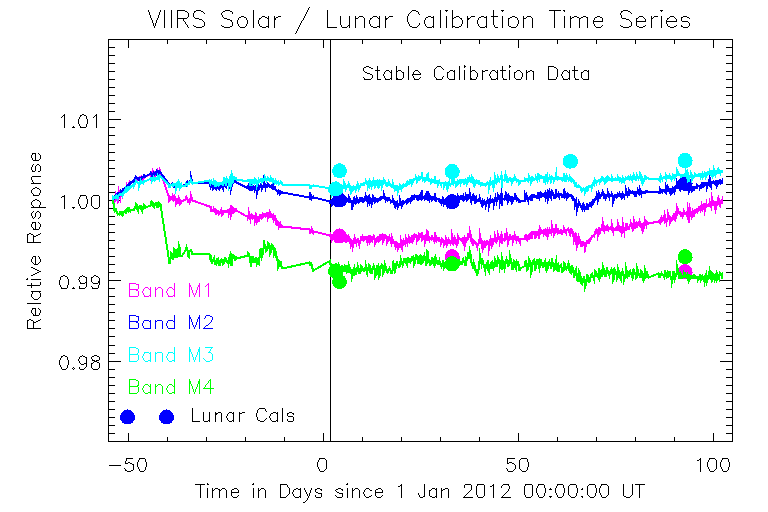 VIIRS Solar / Lunar Calibration Time Series
Stable Calibration Data
1.01
1.00
0.99
0.98
Relative Response
Band M1
Band M2
Band M3
Band M4
Lunar Cals
-50
0
50
100
Time in Days since 1 Jan 2012 00:00:00 UT